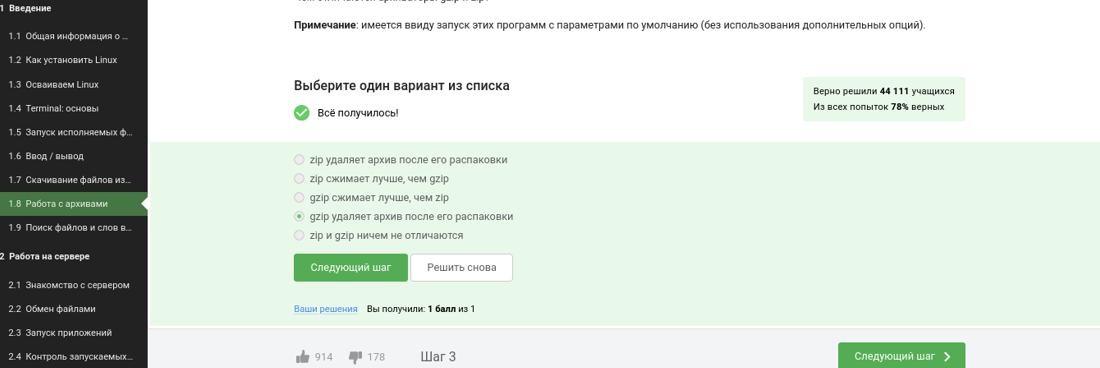 1 Введение
1.1 Общая информация о ...
1.2 Как установить Linux
1.3 Осваиваем Linux
1.4 Terminal: основы
1.5 Запуск исполняемых ф...
1.6 Ввод / вывод
1.7 Скачивание файлов из...
1.8 Работа с архивами
1.9 Поиск файлов и слов в...
2 Работа на сервере
2.1 Знакомство с сервером
2.2 Обмен файлами
2.3 Запуск приложений
2.4 Контроль запускаемых...
Примечание: имеется ввиду запуск этих программ с параметрами по умолчанию (без использования дополнительных опций).
Выберите один вариант из списка
Всё получилось!
Верно решили 44 111 учащихся
Из всех попыток 78% верных
zip удаляет архив после его распаковки
zip сжимает лучше, чем gzip
gzip сжимает лучше, чем zip
gzip удаляет архив после его распаковки
zip и gzip ничем не отличаются
Следующий шаг
Решить снова
Ваши решения Вы получили: 1 балл из 1
914 178 Шаг 3
Следующий шаг